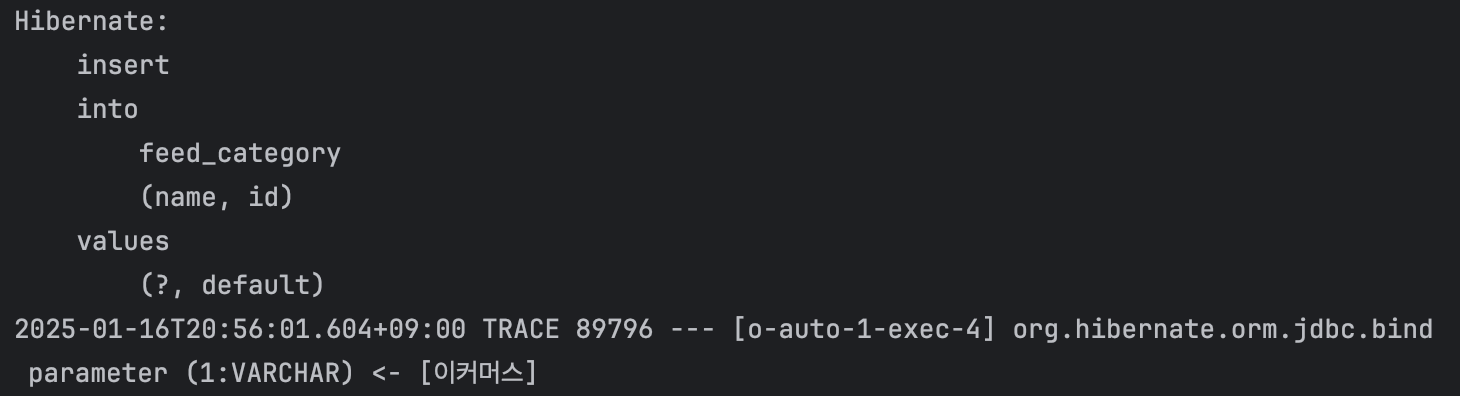 Hibernate:
insert
into
feed_category
(name, id)
values
(?, default)
2025-01-16T20:56:01.604+09:00 TRACE 89796 --- [o-auto-1-exec-4] org.hibernate.orm.jdbc.bind
parameter (1:VARCHAR) <- [이커머스]